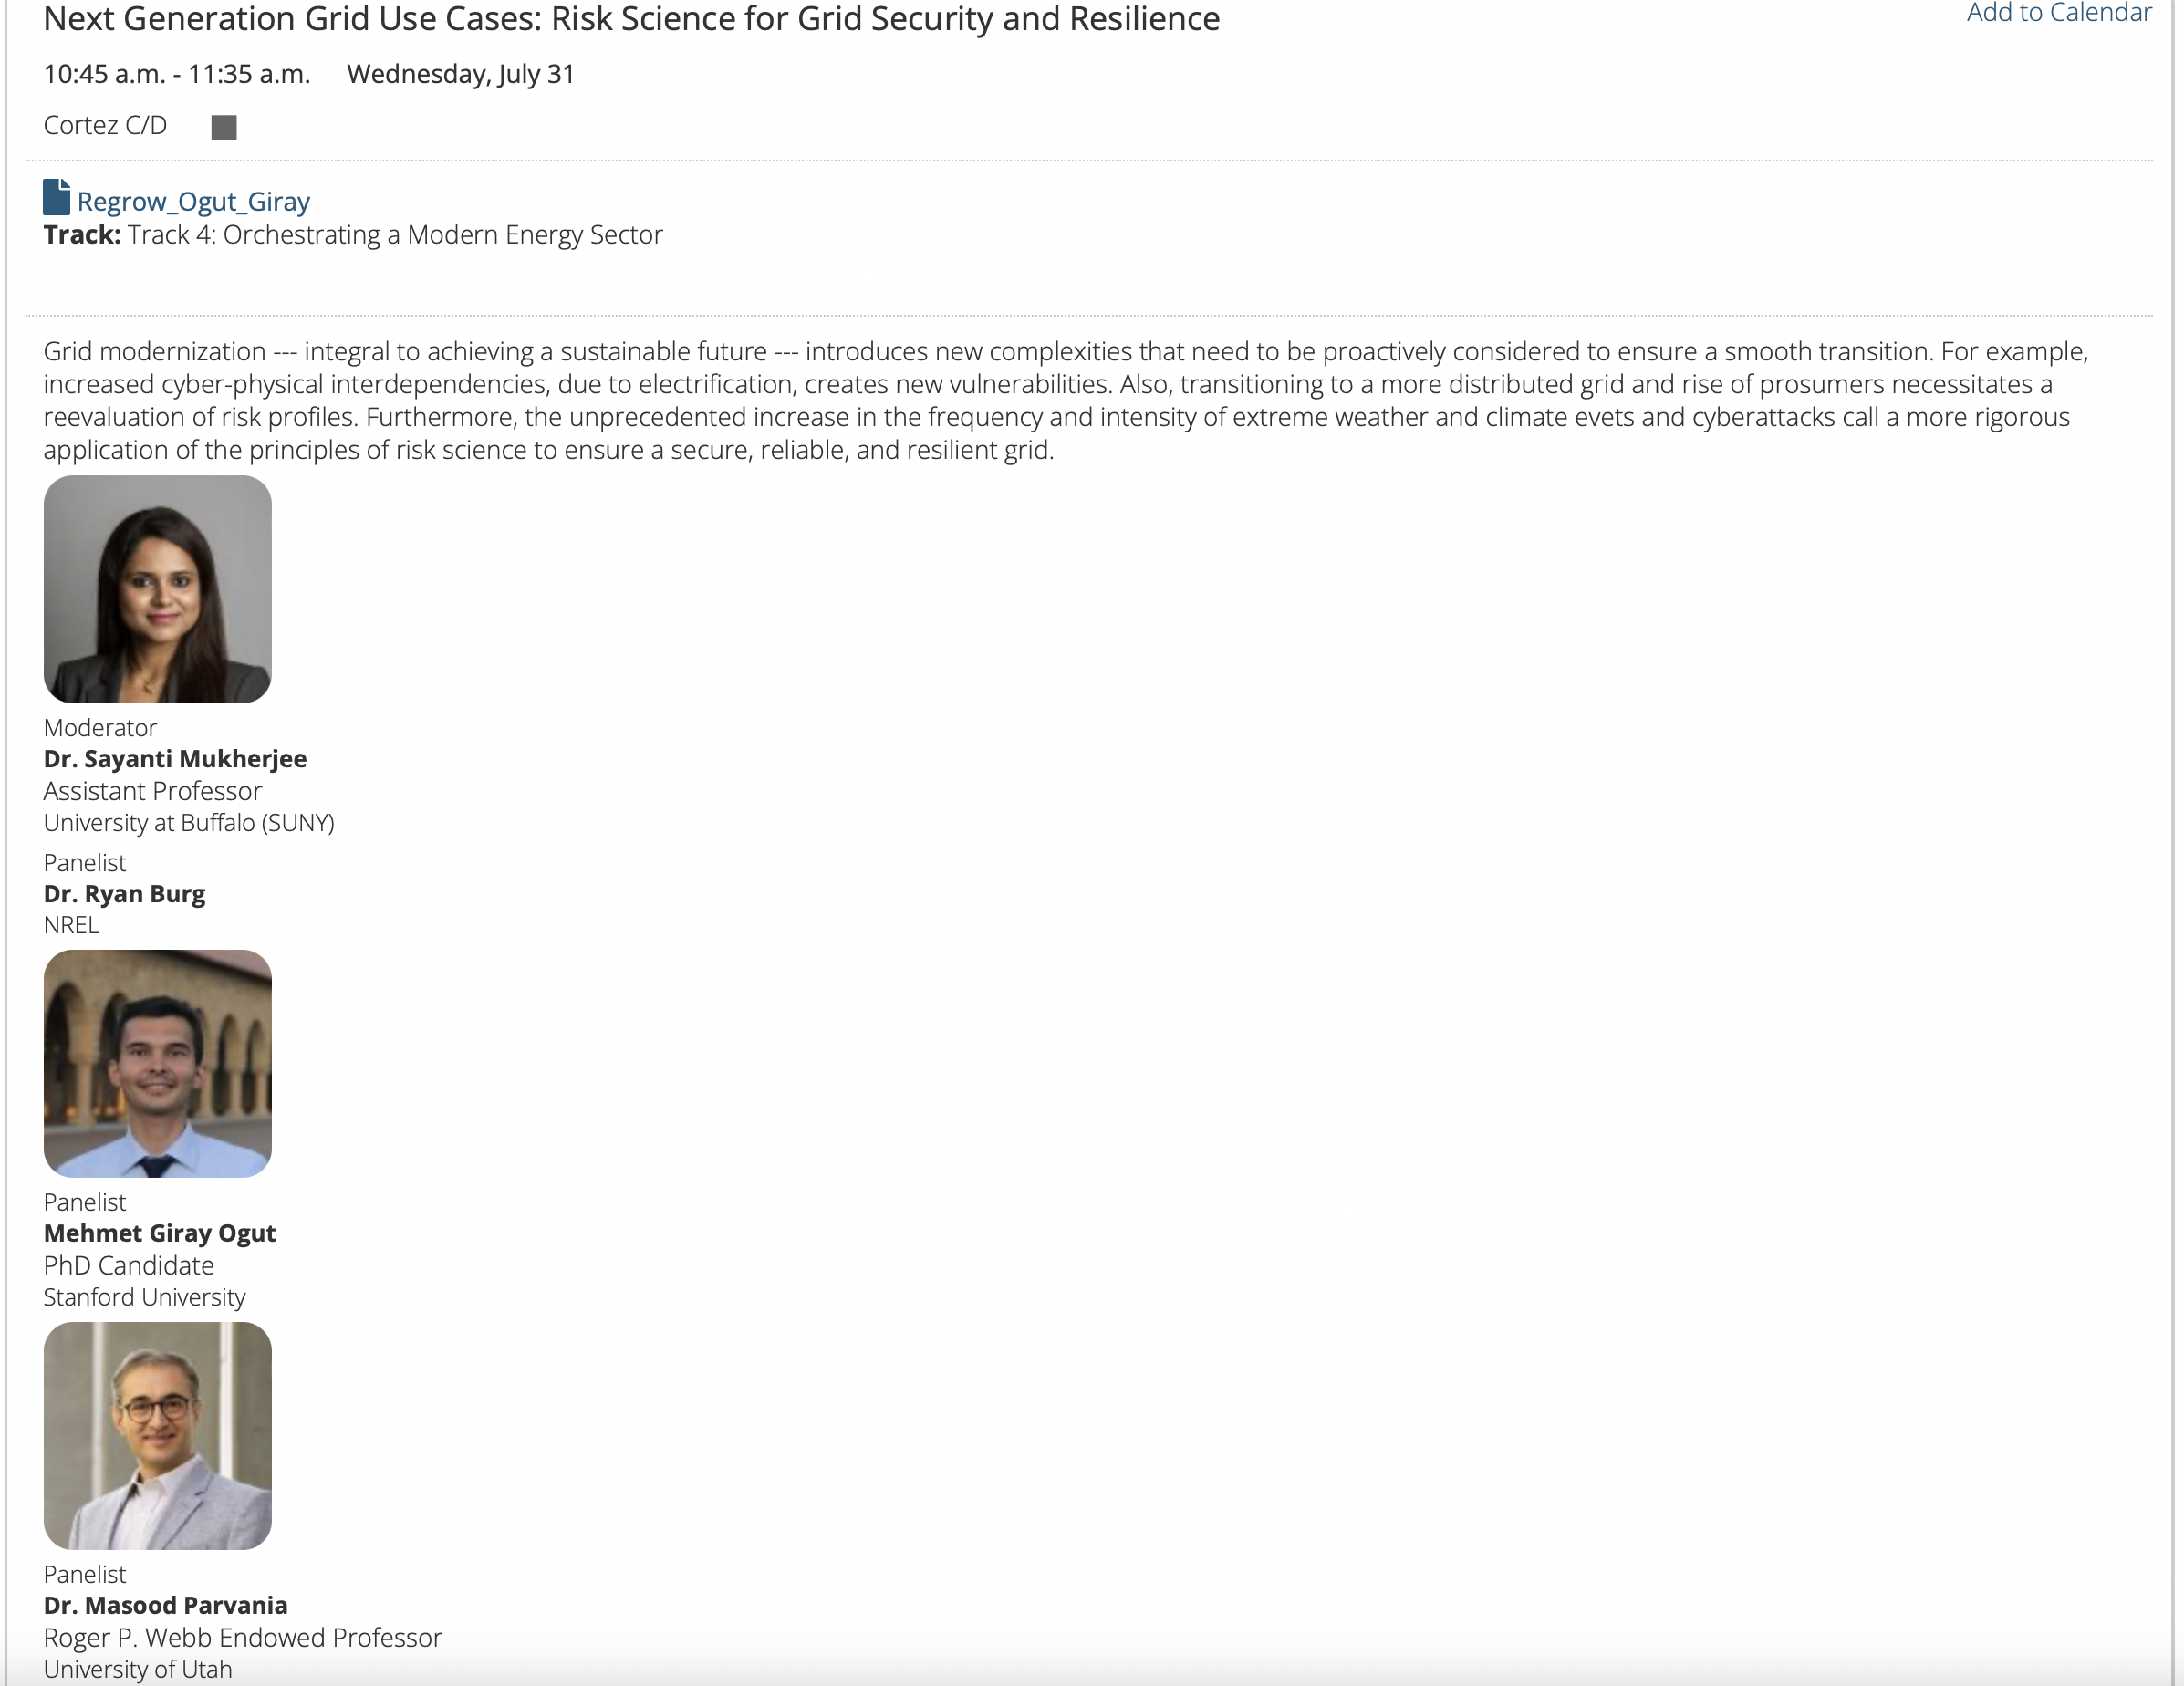 Next Generation Grid Use Cases: Risk Science for Grid Security and Resilience
Add to Calendar
10:45 a.m. - 11:35 a.m. Wednesday, July 31
Cortez C/D
Regrow_Ogut_Giray
Track: Track 4: Orchestrating a Modern Energy Sector
Grid modernization --- integral to achieving a sustainable future --- introduces new complexities that need to be proactively considered to ensure a smooth transition. For example,
increased cyber-physical interdependencies, due to electrification, creates new vulnerabilities. Also, transitioning to a more distributed grid and rise of prosumers necessitates a
reevaluation of risk profiles. Furthermore, the unprecedented increase in the frequency and intensity of extreme weather and climate evets and cyberattacks call a more rigorous
application of the principles of risk science to ensure a secure, reliable, and resilient grid.
Moderator
Dr. Sayanti Mukherjee
Assistant Professor
University at Buffalo (SUNY)
Panelist
Dr. Ryan Burg
NREL
Panelist
Mehmet Giray Ogut
PhD Candidate
Stanford University
Panelist
Dr. Masood Parvania
Roger P. Webb Endowed Professor
University of Utah